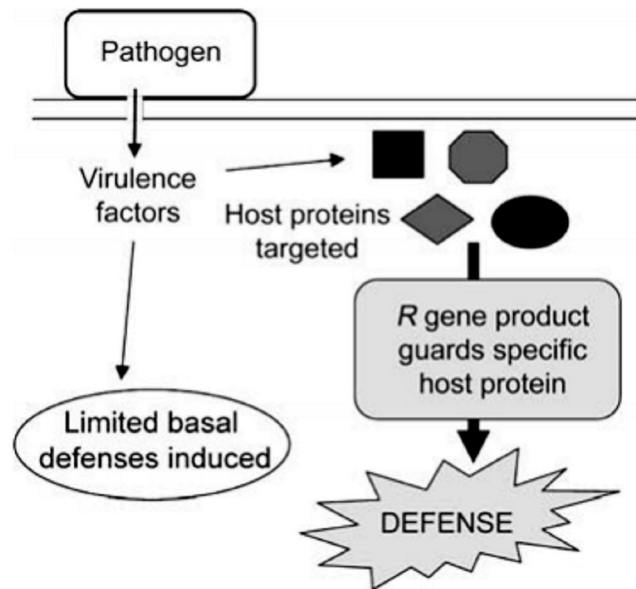 Pathogen
Virulence
factors
Host proteins
targeted
R gene product
guards specific
host protein
Limited basal
defenses induced
DEFENSE